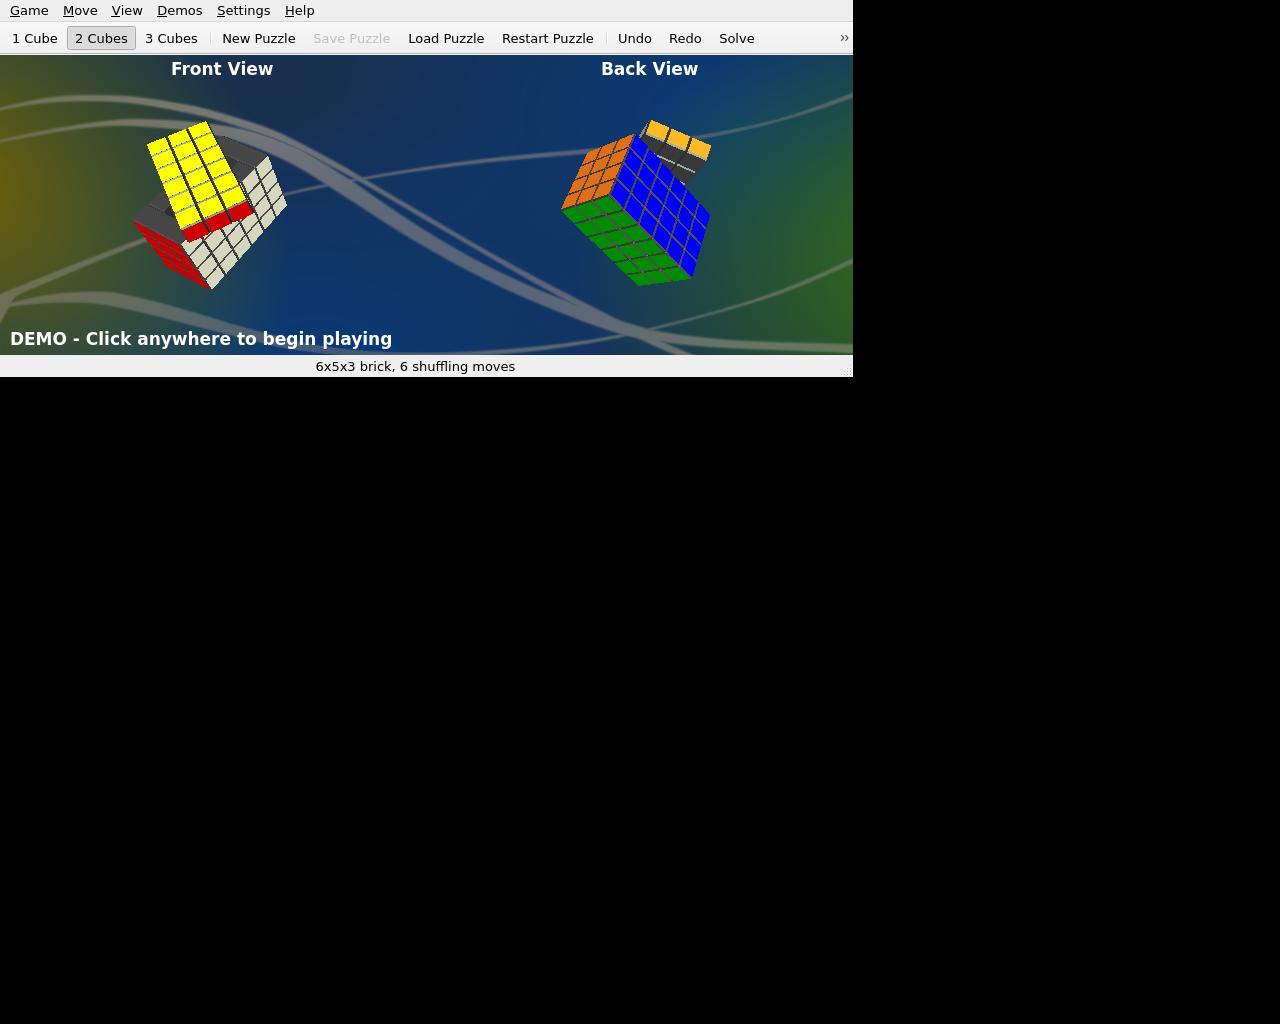 Game Move View Demos Settings Help
1 Cube 2 Cubes 3 Cubes New Puzzle Save Puzzle Load Puzzle Restart Puzzle Undo Redo Solve ››
Front View Back View
DEMO - Click anywhere to begin playing
6x5x3 brick, 6 shuffling moves